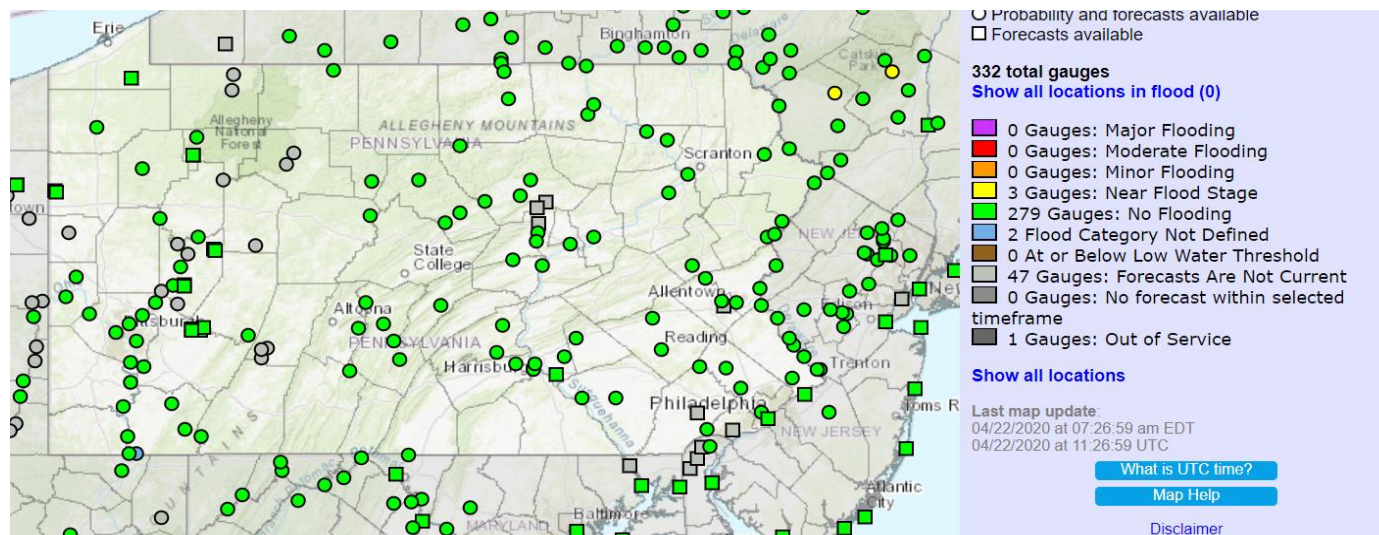 Erie
Binghamton
Delaware
Catskill
Park
Allegheny
National
Forest
ALLEGHENY MOUNTAINS
PENNSYLVANIA
Scranton
town
NEW JERSEY
State
College
Allentown
New
Edison
Altoona
Pittsburgh
PENNSYLVANIA
Reading
Harrisburg
Trenton
Susquehanna
Philadelphia
Toms R
NEW JERSEY
Atlantic
City
Baltimore
MARYLAND
Probability and forecasts available
Forecasts available
332 total gauges
Show all locations in flood (0)
0 Gauges: Major Flooding
0 Gauges: Moderate Flooding
0 Gauges: Minor Flooding
3 Gauges: Near Flood Stage
279 Gauges: No Flooding
2 Flood Category Not Defined
0 At or Below Low Water Threshold
47 Gauges: Forecasts Are Not Current
0 Gauges: No forecast within selected
timeframe
1 Gauges: Out of Service
Show all locations
Last map update:
04/22/2020 at 07:26:59 am EDT
04/22/2020 at 11:26:59 UTC
What is UTC time?
Map Help
Disclaimer